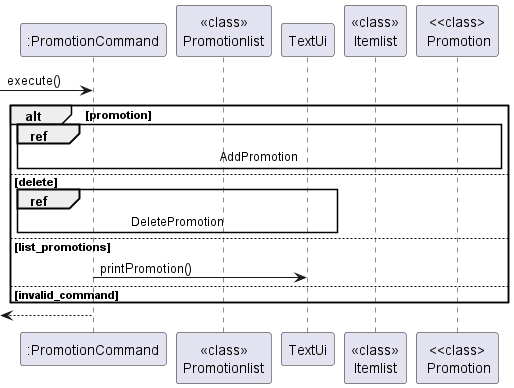 «class»
«class»
<<class>
:PromotionCommand
Promotionlist
TextUi
Itemlist
Promotion
execute()
alt
[promotion]
ref
AddPromotion
[delete]
ref
DeletePromotion
[list_promotions]
printPromotion()
[invalid_command]
:PromotionCommand
«class»
Promotionlist
TextUi
«class»
Itemlist
<<class>
Promotion